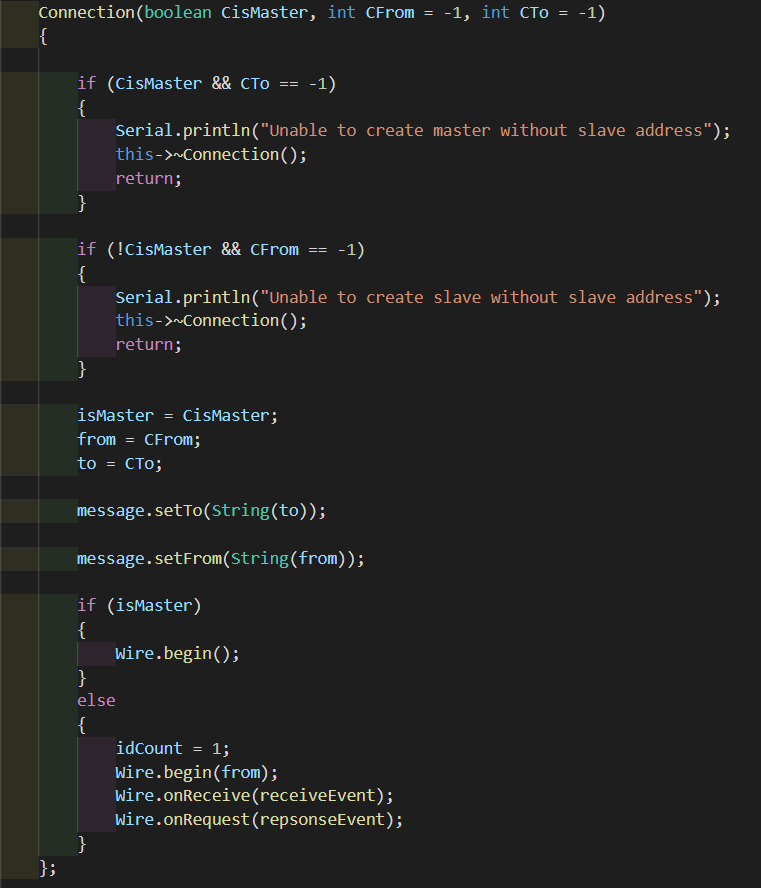 Connection(boolean CisMaster, int CFrom = -1, int CTo = -1)
{
if (CisMaster && CTo == -1)
{
Serial.println("Unable to create master without slave address");
this->~Connection();
return;
}
if (!CisMaster && CFrom == -1)
{
Serial.println("Unable to create slave without slave address");
this->~Connection();
return;
}
isMaster = CisMaster;
from = CFrom;
to = CTo;
message.setTo(String(to));
message.setFrom(String(from));
if (isMaster)
{
Wire.begin();
}
else
{
idCount = 1;
Wire.begin(from);
Wire.onReceive(receiveEvent);
Wire.onRequest(repsonseEvent);
}
};